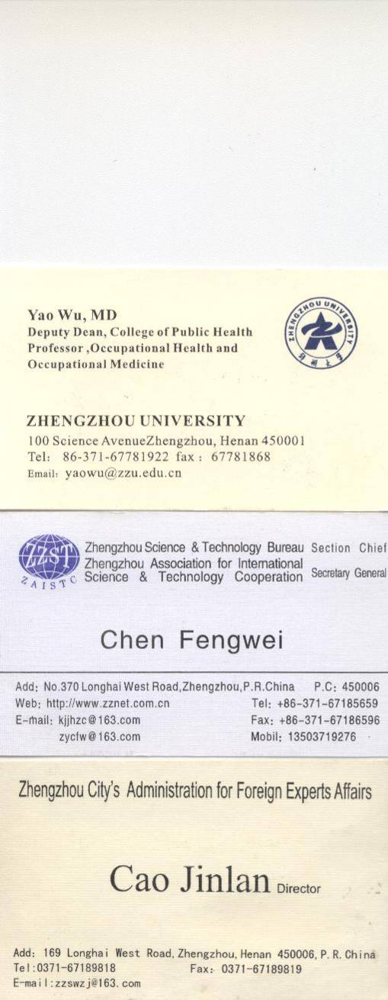 Yao Wu, MD
Deputy Dean, College of Public Health
Professor ,Occupational Health and
Occupational Medicine
ZHENGZHOU UNIVERSITY
郑州大学
ZHENGZHOU UNIVERSITY
100 Science AvenueZhengzhou, Henan 450001
Tel: 86-371-67781922 fax : 67781868
Email: yaowu@zzu.edu.cn
ZZST
ZAISTC
Zhengzhou Science & Technology Bureau Section Chief
Zhengzhou Association for International
Science & Technology Cooperation Secretary General
Chen Fengwei
Add: No.370 Longhai West Road,Zhengzhou,P.R.China P.C: 450006
Web: http://www.zznet.com.cn Tel: +86-371-67185659
E-mail: kjjhzc@163.com Fax: +86-371-67186596
zycfw@163.com Mobil: 13503719276
Zhengzhou City's Administration for Foreign Experts Affairs
Cao Jinlan Director
Add: 169 Longhai West Road, Zhengzhou, Henan 450006, P. R. China
Tel:0371-67189818 Fax: 0371-67189819
E-mail:zzswzj@163.com